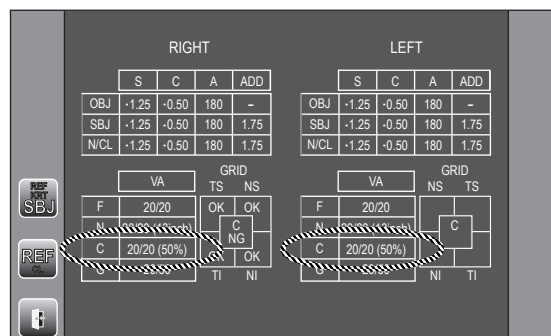 RIGHT LEFT
S C A ADD S C A ADD
OBJ -1.25 -0.50 180 – OBJ -1.25 -0.50 180 –
SBJ -1.25 -0.50 180 1.75 SBJ -1.25 -0.50 180 1.75
N/CL -1.25 -0.50 180 1.75 N/CL -1.25 -0.50 180 1.75
GRID GRID
VA TS NS VA NS TS
REF
KRT
SBJ
F 20/20 OK OK F 20/20
C C
NG
C 20/20 (50%) OK OK C 20/20 (50%)
TI NI NI TI
REF
CL